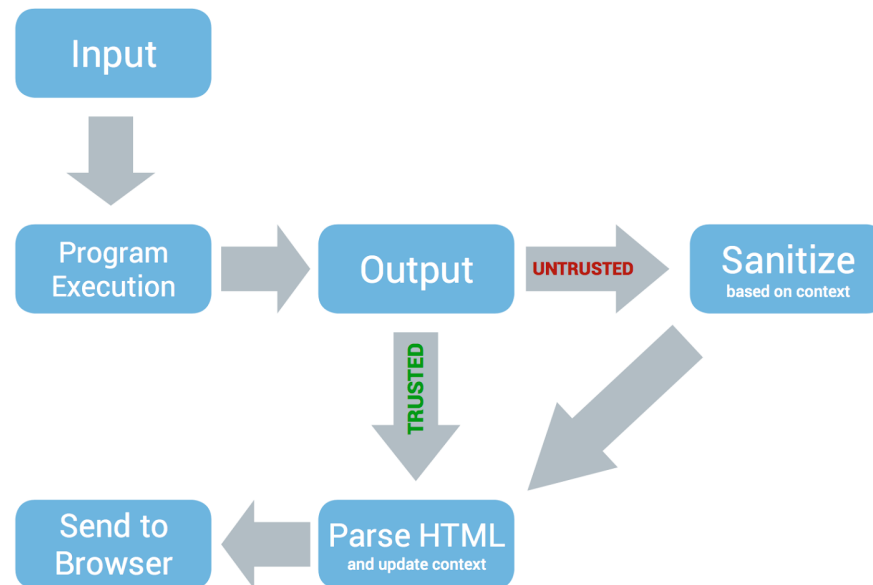 Input
Program
Execution
Output
UNTRUSTED
Sanitize
based on context
TRUSTED
Send to
Browser
Parse HTML
and update context